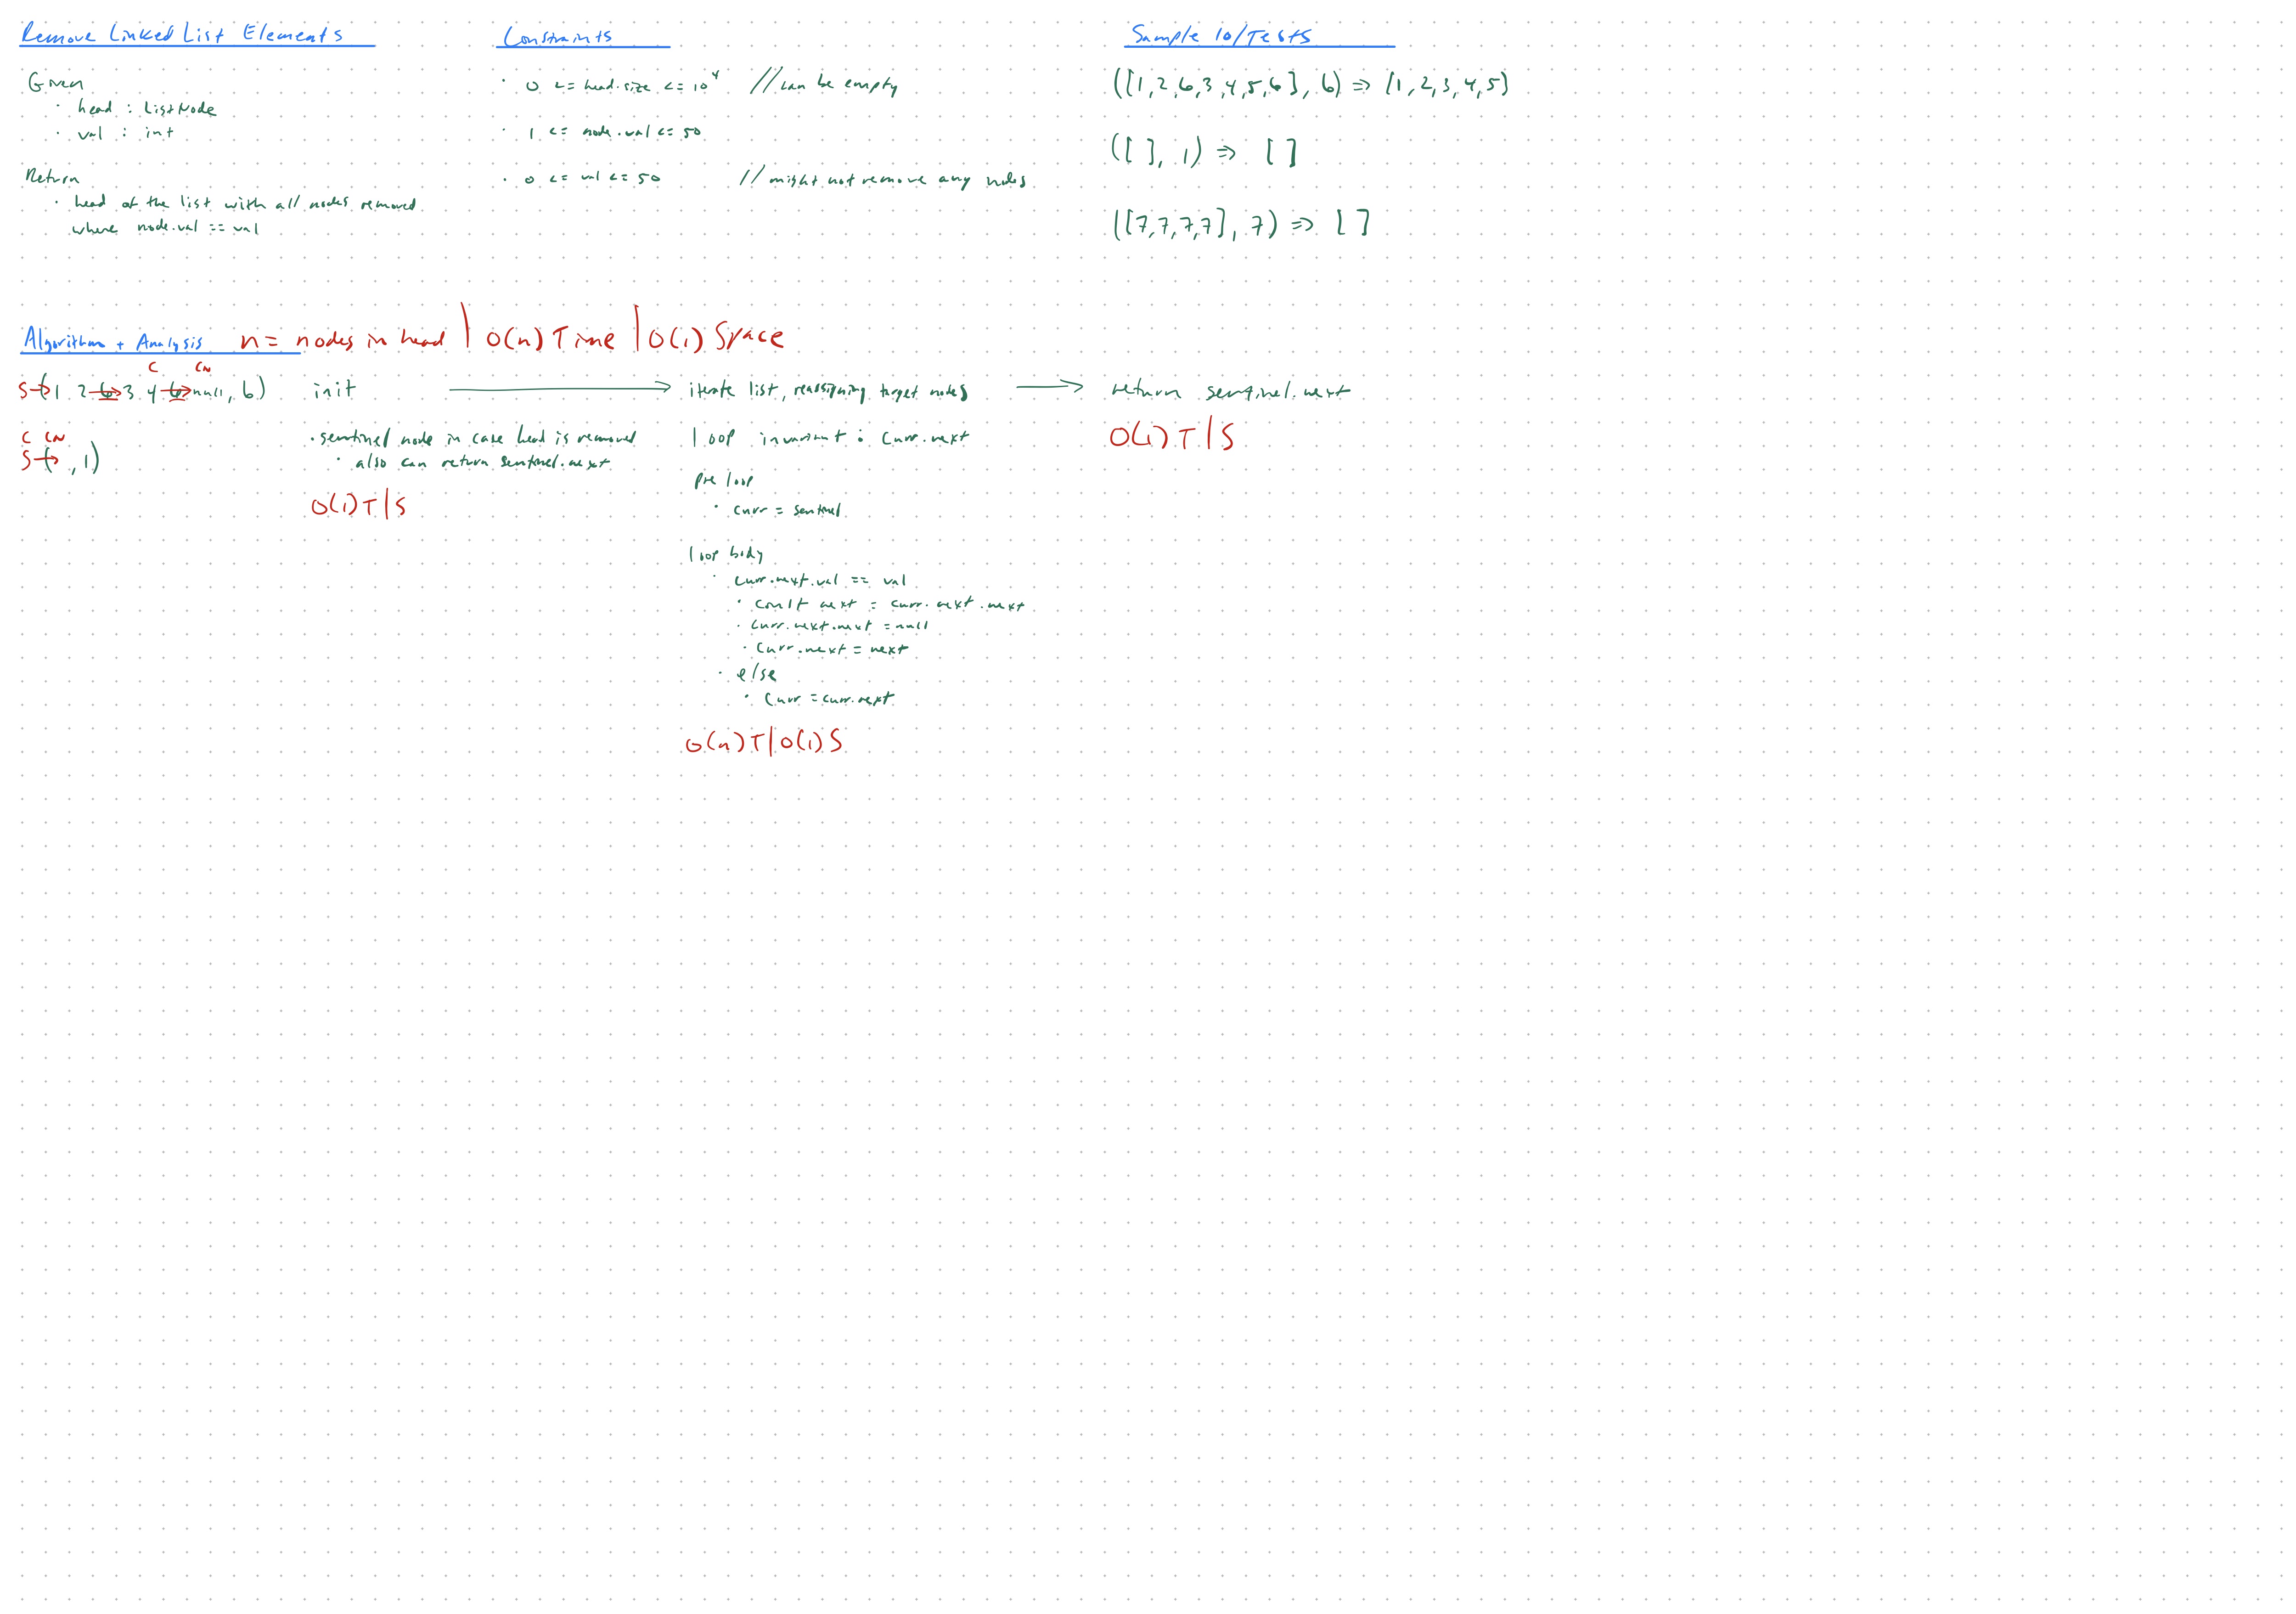 Remove Linked List Elements
Given
· head : ListNode
· val : int
Return
· head of the list with all nodes removed
where node.val == val
Constraints
· 0 <= head.size <= 10^4 // can be empty
· 1 <= node.val <= 50
· 0 <= val <= 50 // might not remove any nodes
Sample IO/Tests
([1,2,6,3,4,5,6], 6) => [1,2,3,4,5]
([ ], 1) => [ ]
([7,7,7,7], 7) => [ ]
Algorithm + Analysis n = nodes in head | O(n) Time | O(1) Space
C CN
S→(1 2 6 3 4 6 null, 6)
C CN
S→( , 1)
init
· sentinel node in case head is removed
· also can return sentinel.next
O(1) T | S
iterate list, reassigning target nodes
loop invariant : curr.next
pre loop
· curr = sentinel
loop body
· curr.next.val == val
· const next = curr.next.next
· curr.next.next = null
· curr.next = next
· else
· curr = curr.next
O(n) T | O(1) S
return sentinel.next
O(1) T | S